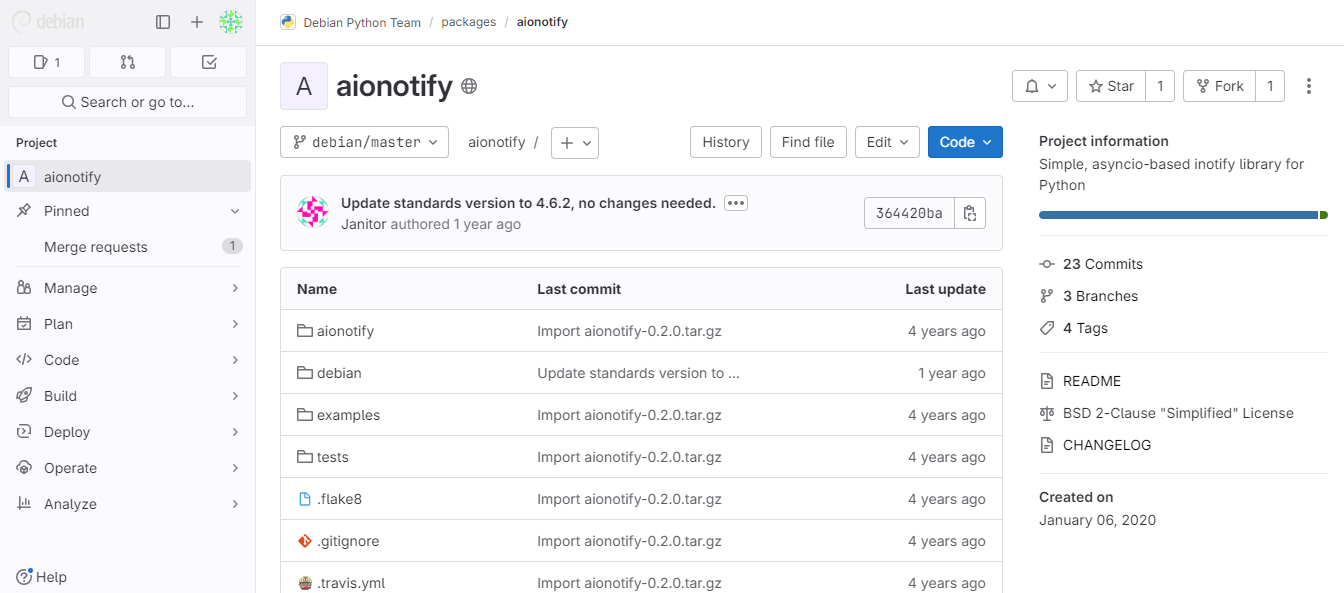 debian
1
Search or go to...
Project
A aionotify
Pinned
Merge requests 1
Manage
Plan
Code
Build
Deploy
Operate
Analyze
Help
Debian Python Team / packages / aionotify
A aionotify
Star 1
Fork 1
debian/master
aionotify /
History
Find file
Edit
Code
Update standards version to 4.6.2, no changes needed.
Janitor authored 1 year ago
364420ba
Name Last commit Last update
aionotify Import aionotify-0.2.0.tar.gz 4 years ago
debian Update standards version to ... 1 year ago
examples Import aionotify-0.2.0.tar.gz 4 years ago
tests Import aionotify-0.2.0.tar.gz 4 years ago
.flake8 Import aionotify-0.2.0.tar.gz 4 years ago
.gitignore Import aionotify-0.2.0.tar.gz 4 years ago
.travis.yml Import aionotify-0.2.0.tar.gz 4 years ago
Project information
Simple, asyncio-based inotify library for
Python
23 Commits
3 Branches
4 Tags
README
BSD 2-Clause "Simplified" License
CHANGELOG
Created on
January 06, 2020